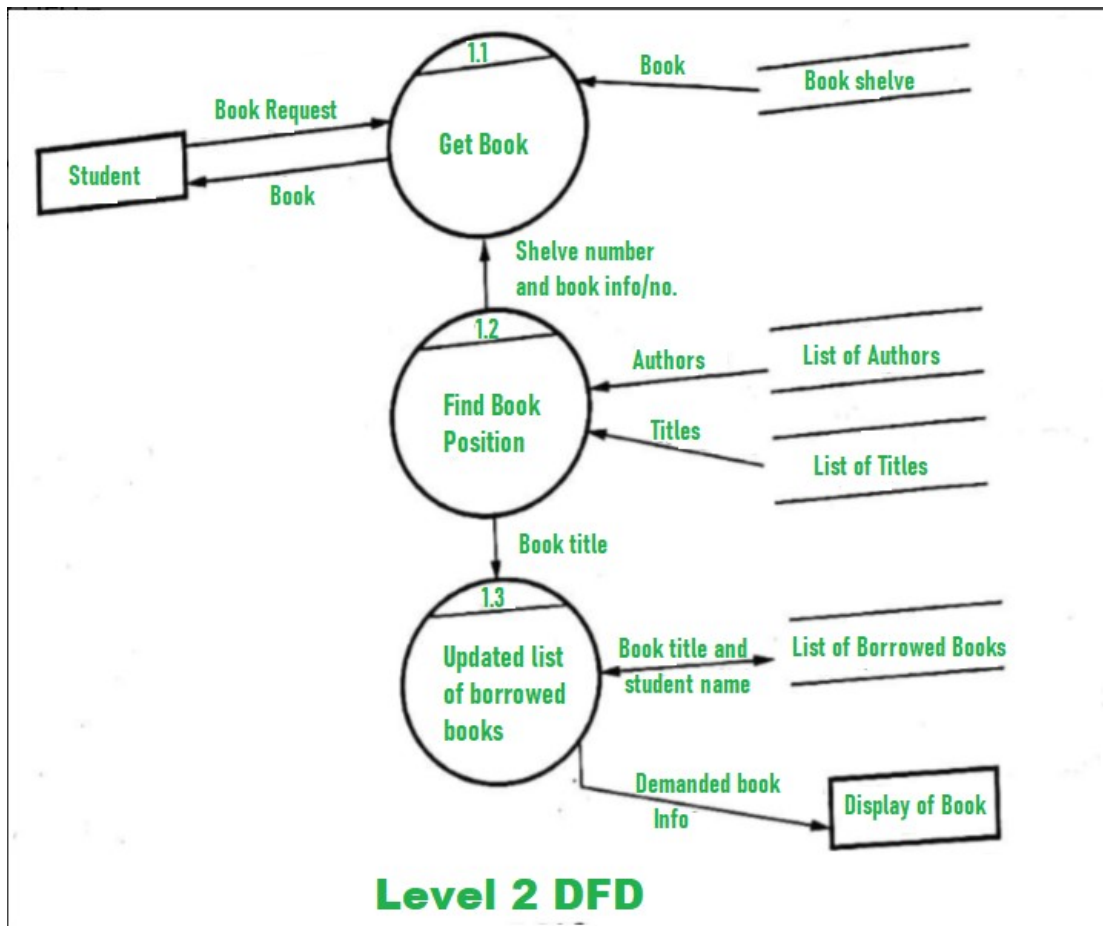 1.1
Book
Book shelve
Book Request
Get Book
Student
Book
Shelve number
and book info/no.
1.2
Authors
List of Authors
Find Book
Position
Titles
List of Titles
Book title
1.3
Updated list
of borrowed
books
Book title and
student name
List of Borrowed Books
Demanded book
Info
Display of Book
Level 2 DFD